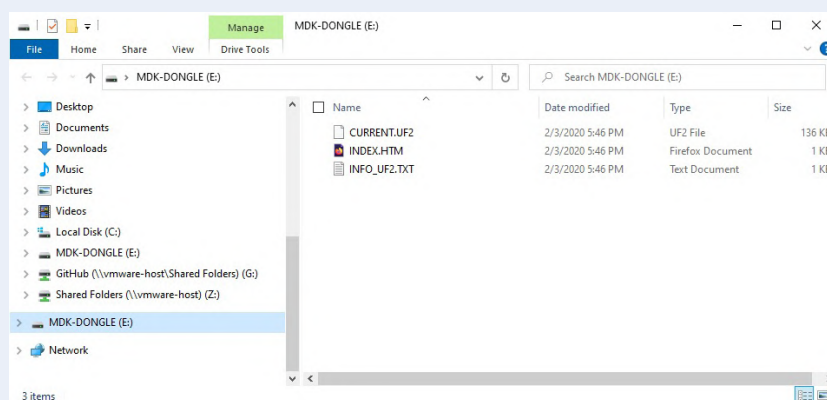 Manage
MDK-DONGLE (E:)
File
Home
Share
View
Drive Tools
MDK-DONGLE (E:)
Search MDK-DONGLE (E:)
Desktop
Documents
Downloads
Music
Pictures
Videos
Local Disk (C:)
MDK-DONGLE (E:)
GitHub (\\vmware-host\Shared Folders) (G:)
Shared Folders (\\vmware-host) (Z:)
MDK-DONGLE (E:)
Network
Name Date modified Type Size
CURRENT.UF2 2/3/2020 5:46 PM UF2 File 136
INDEX.HTM 2/3/2020 5:46 PM Firefox Document 1
INFO_UF2.TXT 2/3/2020 5:46 PM Text Document 1
3 items